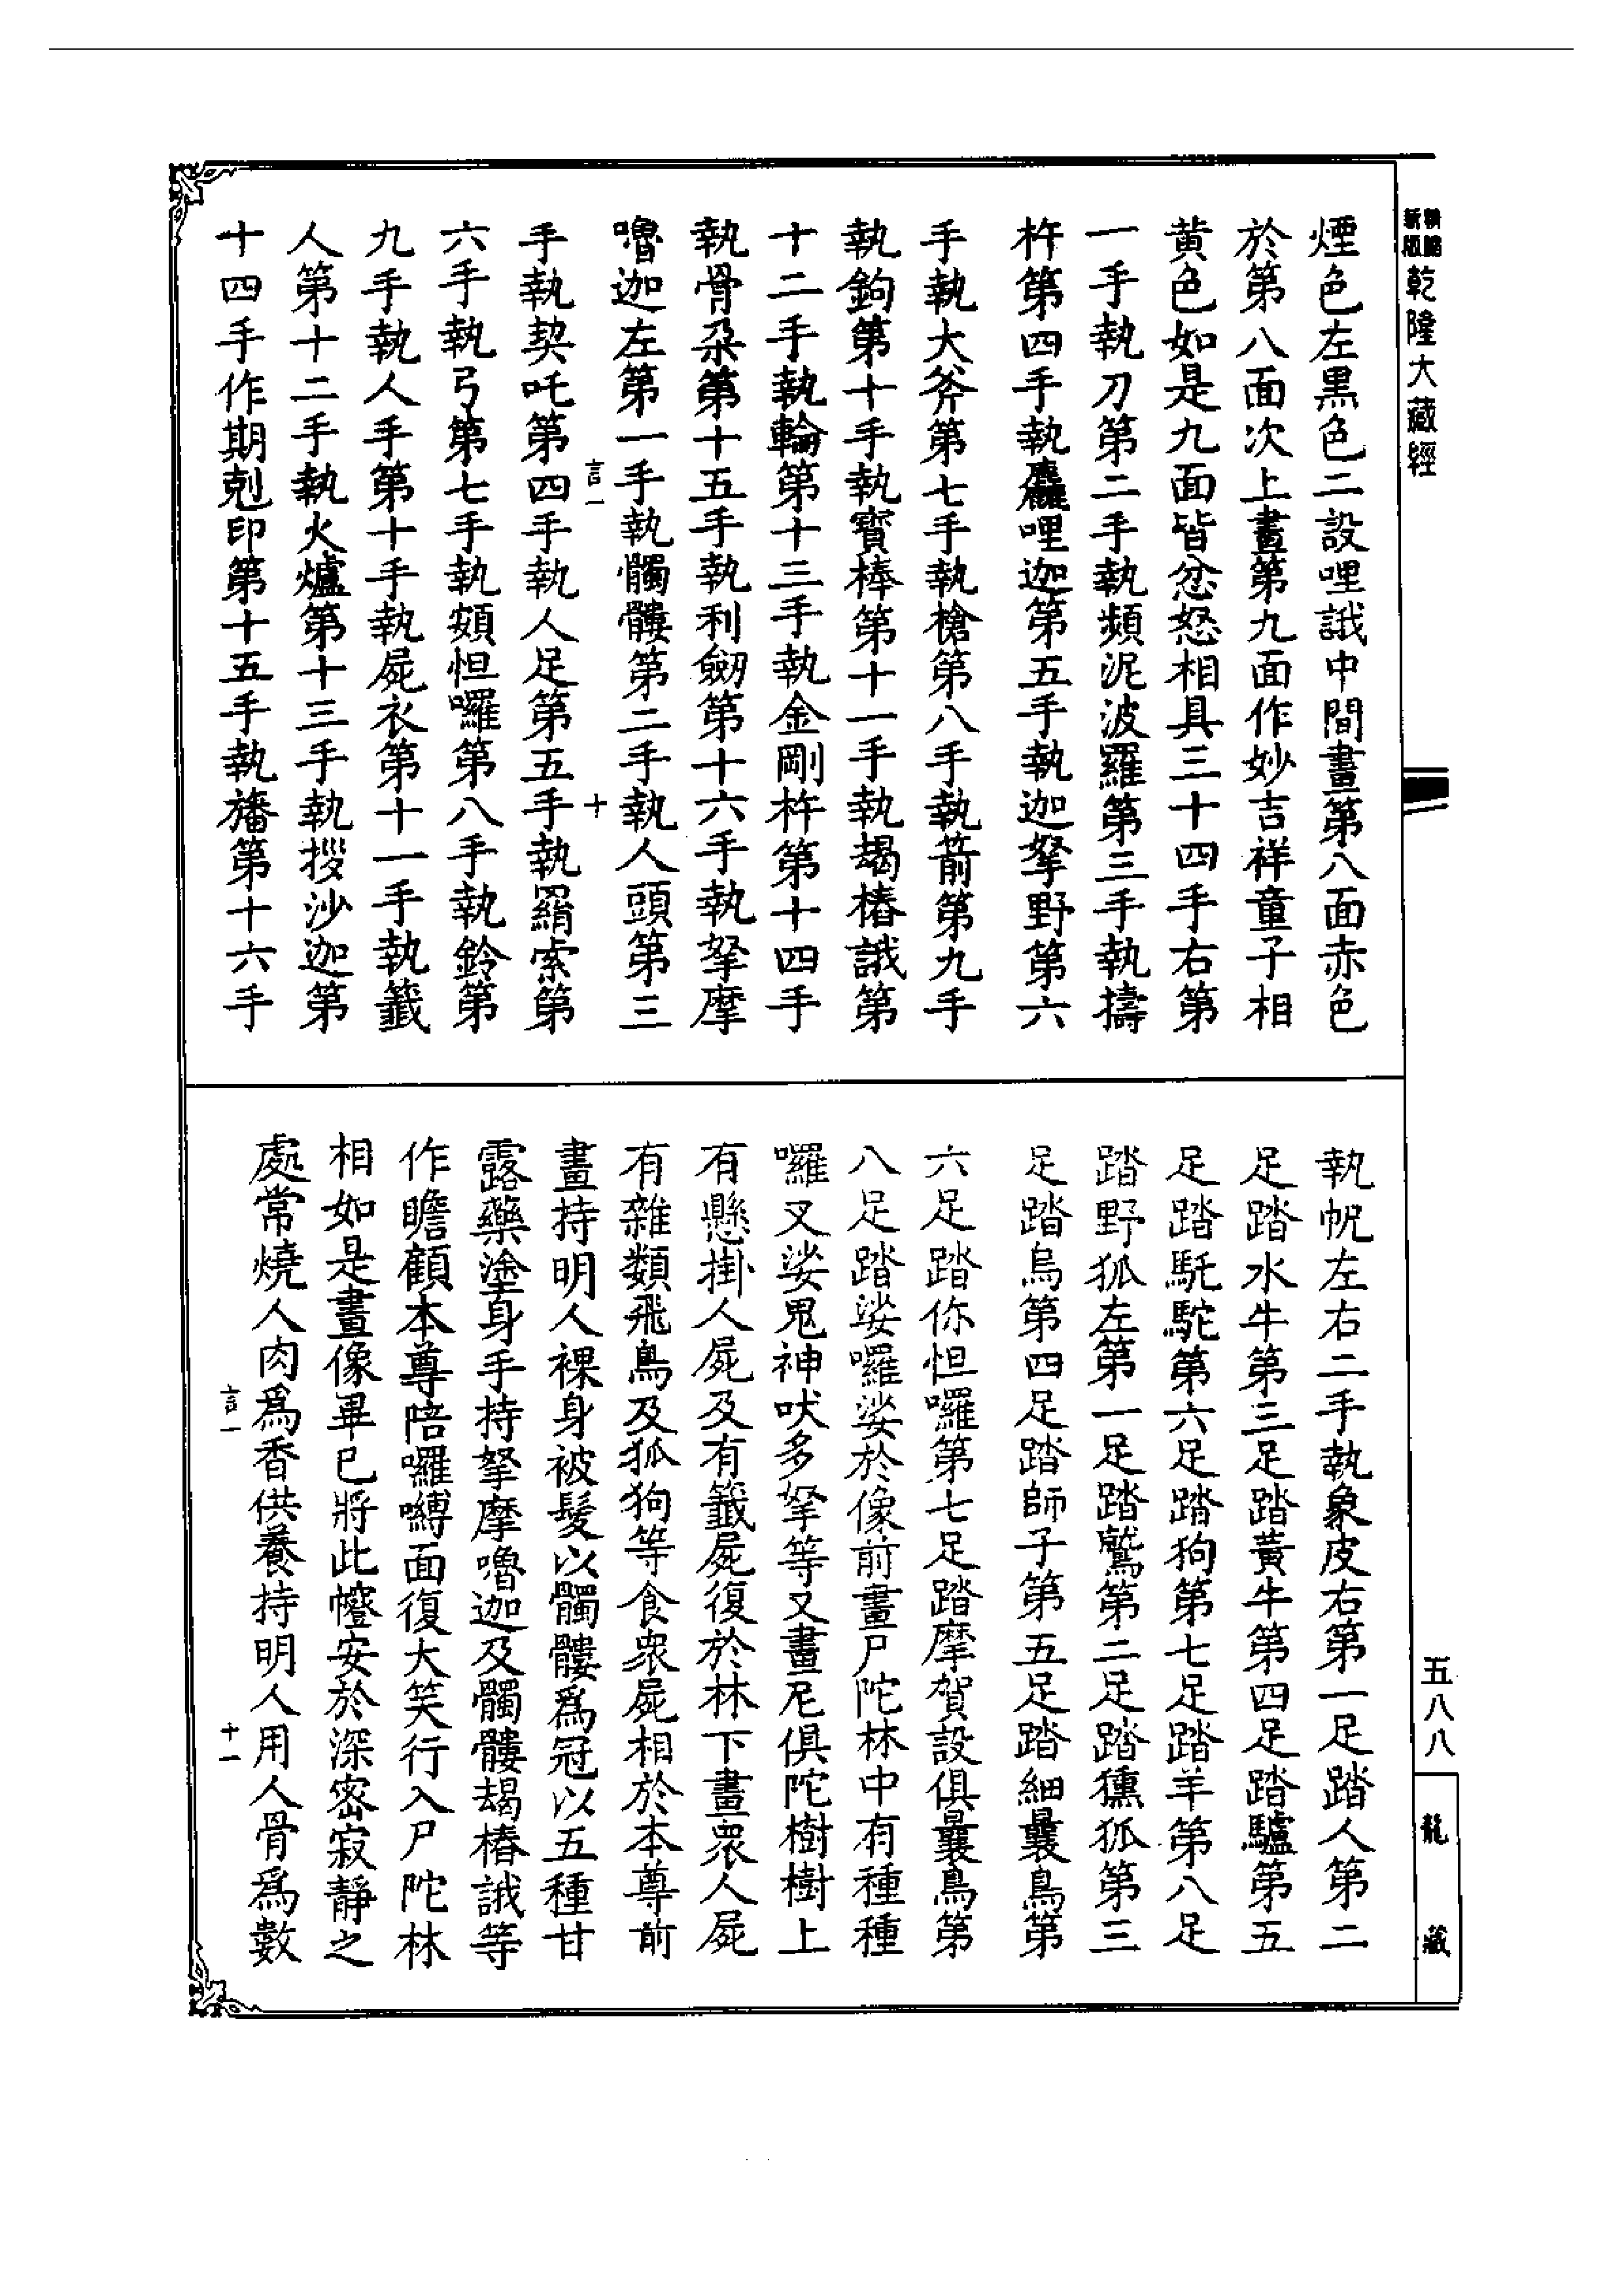 新版
精縮
乾隆大藏經
煙色左黑色二設哩誐中間畫第八面赤色
於第八面次上畫第九面作妙吉祥童子相
黄色如是九面皆忿怒相具三十四手右第
一手執刀第二手執頻泥波羅第三手執擣
杵第四手執哩迦第五手執迦拏野第六
手執大斧第七手執槍第八手執箭第九手
執鉤第十手執寳棒第十一手執朅椿誐第
十二手執輪第十三手執金剛杵第十四手
執骨朶第十五手執利劒第十六手執拏摩
嚕迦左第一手執髑髏第二手執人頭第三
言一
十
手執契吒第四手執人足第五手執羂索第
六手執弓第七手執頞怛囉第八手執鈴第
九手執人手第十手執屍衣第十一手執籤
人第十二手執火爐第十三手執捘沙迦第
十四手作期剋印第十五手執旛第十六手
執帆左右二手執象皮右第一足踏人第二
足踏水牛第三足踏黃牛第四足踏驢第五
足踏馲駝第六足踏狗第七足踏羊第八足
踏野狐左第一足踏鷲第二足踏獯狐第三
足踏烏第四足踏師子第五足踏細曩鳥第
六足踏你怛囉第七足踏摩賀設俱曩鳥第
八足踏娑囉娑於像前畫尸陀林中有種種
囉叉娑鬼神吠多拏等又畫尼俱陀樹樹上
有懸掛人屍及有籤屍復於林下畫衆人屍
有雜類飛鳥及狐狗等食衆屍相於本尊前
畫持明人裸身被髮以髑髏爲冠以五種甘
露藥塗身手持拏摩嚕迦及髑髏朅椿誐等
作瞻顧本尊陪囉嚩面復大笑行入尸陀林
相如是畫像畢已將此㡧安於深密寂靜之
處常燒人肉爲香供養持明人用人骨爲數
言一
十一
五八八
龍藏